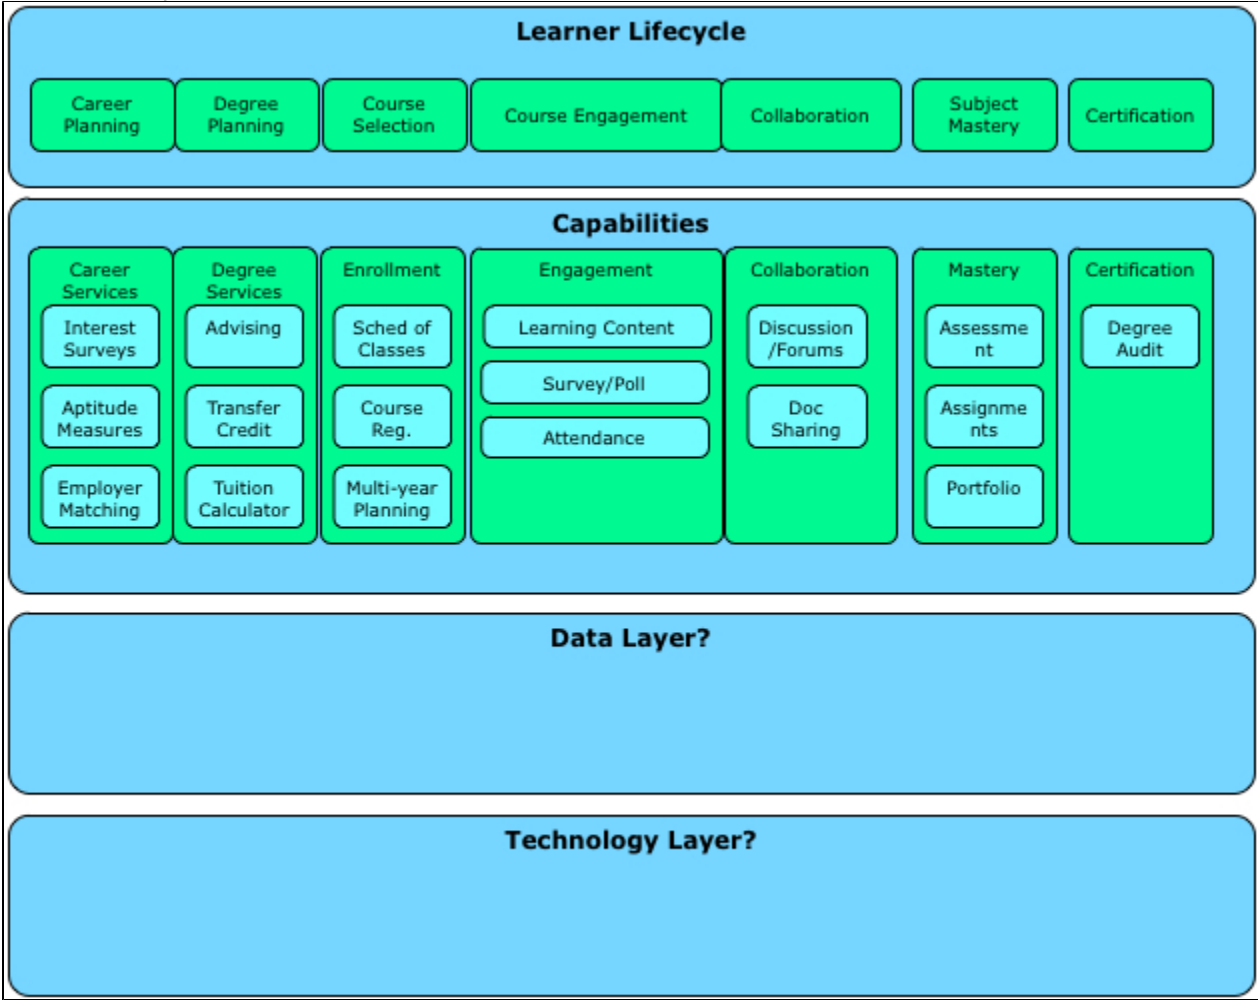 Learner Lifecycle
Career
Planning
Degree
Planning
Course
Selection
Course Engagement
Collaboration
Subject
Mastery
Certification
Capabilities
Career
Services
Interest
Surveys
Aptitude
Measures
Employer
Matching
Degree
Services
Advising
Transfer
Credit
Tuition
Calculator
Enrollment
Sched of
Classes
Course
Reg.
Multi-year
Planning
Engagement
Learning Content
Survey/Poll
Attendance
Collaboration
Discussion
/Forums
Doc
Sharing
Mastery
Assessme
nt
Assignme
nts
Portfolio
Certification
Degree
Audit
Data Layer?
Technology Layer?